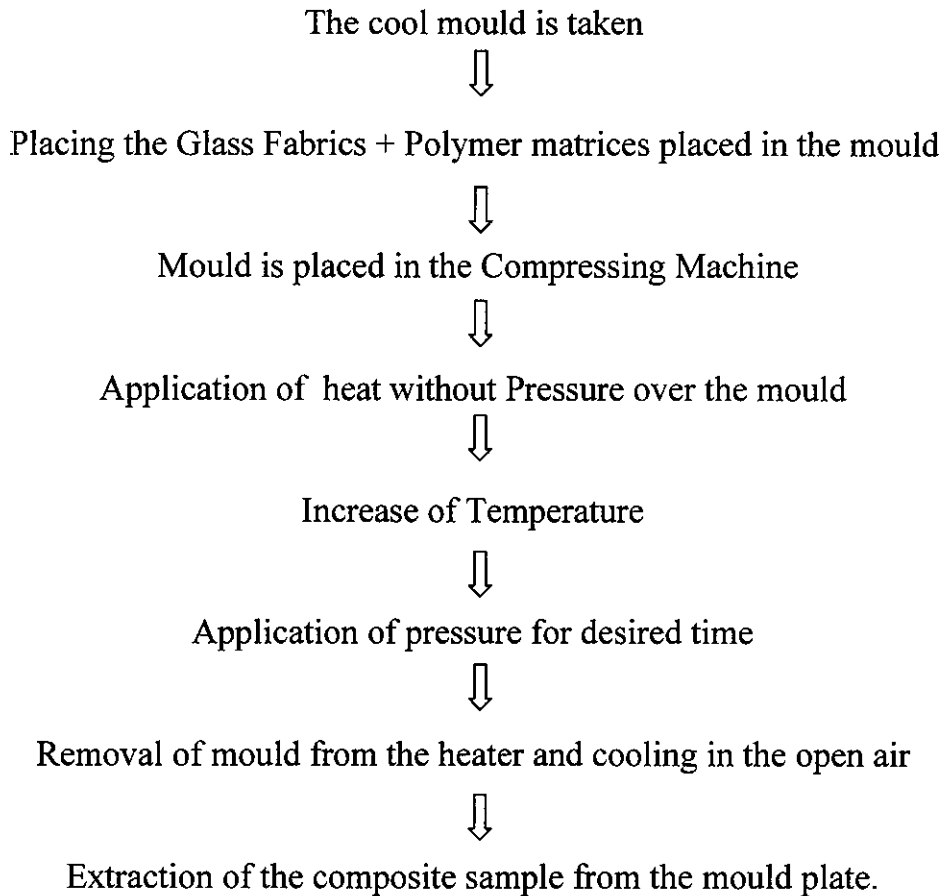 The cool mould is taken
Placing the Glass Fabrics + Polymer matrices placed in the mould
Mould is placed in the Compressing Machine
Application of heat without Pressure over the mould
Increase of Temperature
Application of pressure for desired time
Removal of mould from the heater and cooling in the open air
Extraction of the composite sample from the mould plate.